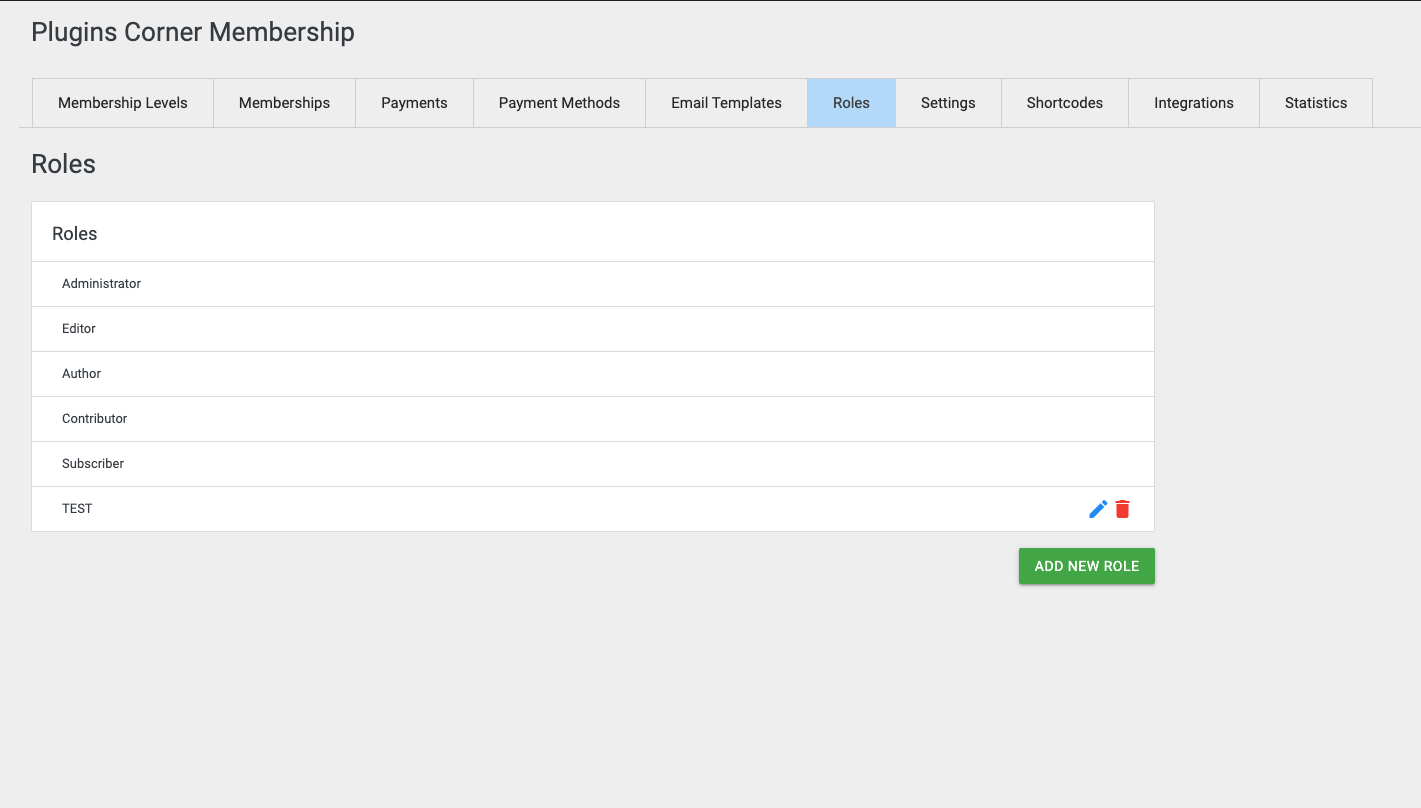 Plugins Corner Membership
Membership Levels Memberships Payments Payment Methods Email Templates Roles Settings Shortcodes Integrations Statistics
Roles
Roles
Administrator
Editor
Author
Contributor
Subscriber
TEST
ADD NEW ROLE